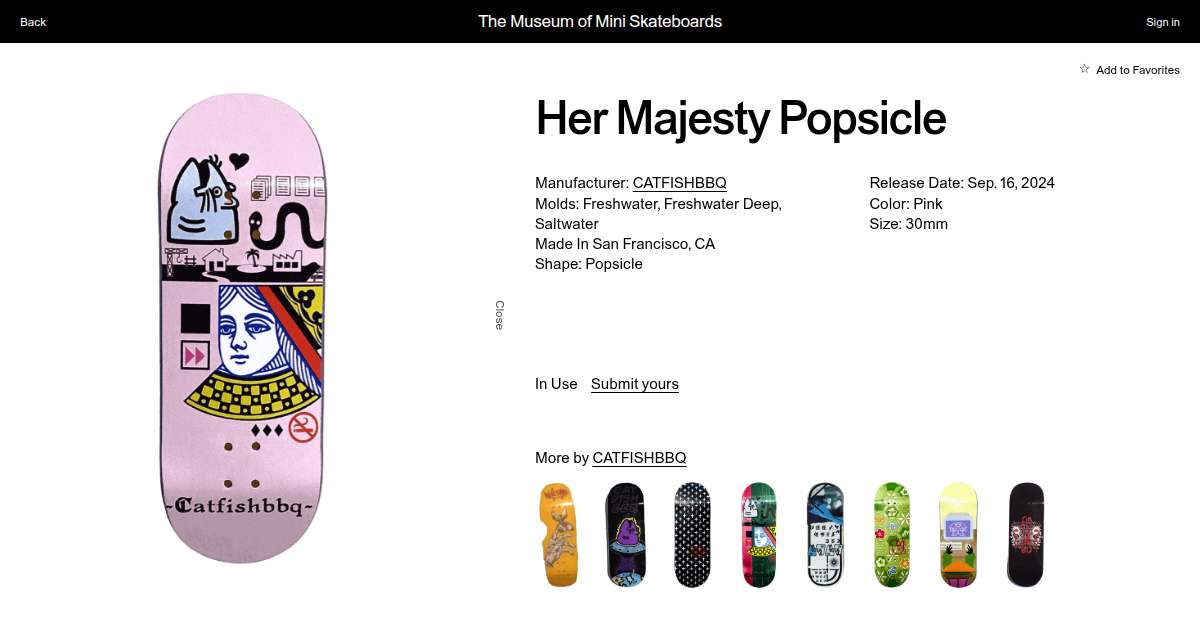 Back
The Museum of Mini Skateboards
Sign in
☆ Add to Favorites
Her Majesty Popsicle
Manufacturer: CATFISHBBQ
Molds: Freshwater, Freshwater Deep,
Saltwater
Made In San Francisco, CA
Shape: Popsicle
Release Date: Sep. 16, 2024
Color: Pink
Size: 30mm
Close
-Catfishbbq-
In Use Submit yours
More by CATFISHBBQ